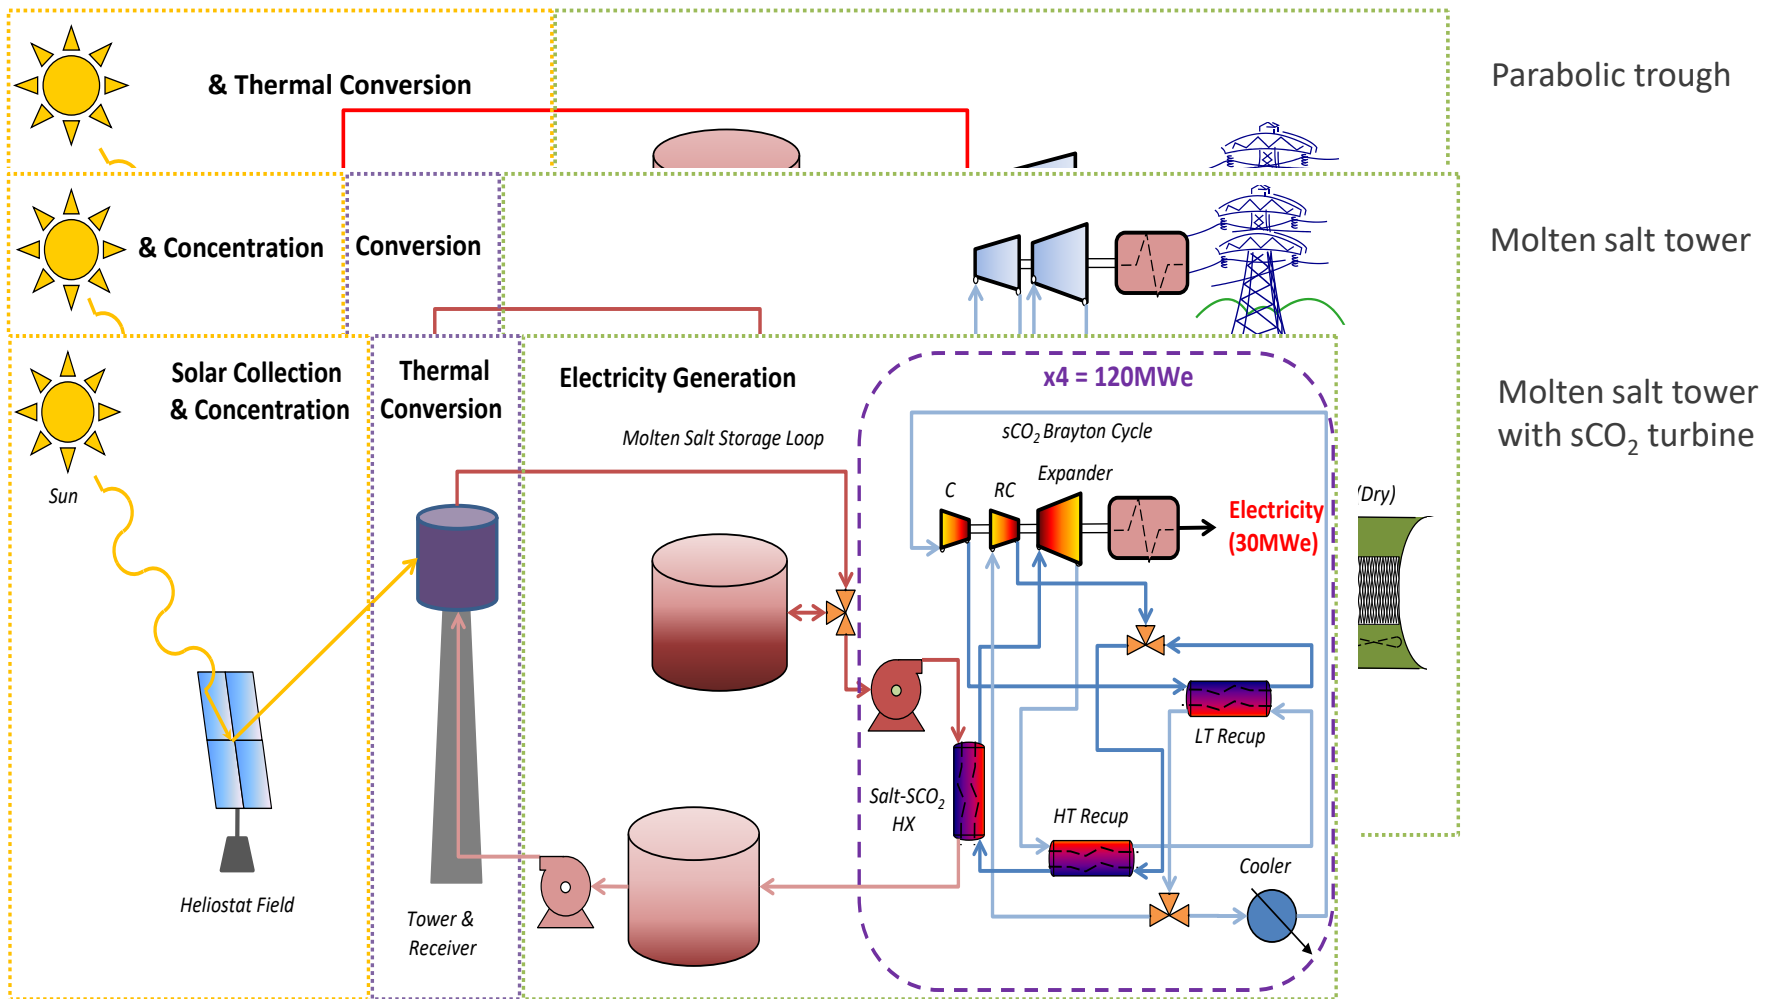 & Thermal Conversion
Parabolic trough
& Concentration
Conversion
Molten salt tower
Solar Collection
& Concentration
Thermal
Conversion
Electricity Generation
x4 = 120MWe
Molten salt tower
with sCO₂ turbine
Molten Salt Storage Loop
sCO₂ Brayton Cycle
Expander
C
RC
Sun
Electricity
(30MWe)
(Dry)
LT Recup
Salt-SCO₂
HX
HT Recup
Cooler
Heliostat Field
Tower &
Receiver